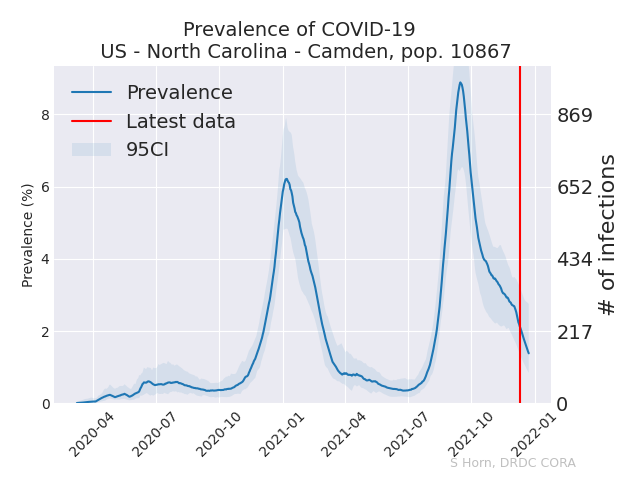 Prevalence of COVID-19
US - North Carolina - Camden, pop. 10867
Prevalence
Latest data
95CI
Prevalence (%)
8
6
4
2
0
869
652
434
217
0
# of infections
2020-04
2020-07
2020-10
2021-01
2021-04
2021-07
2021-10
2022-01
S Horn, DRDC CORA